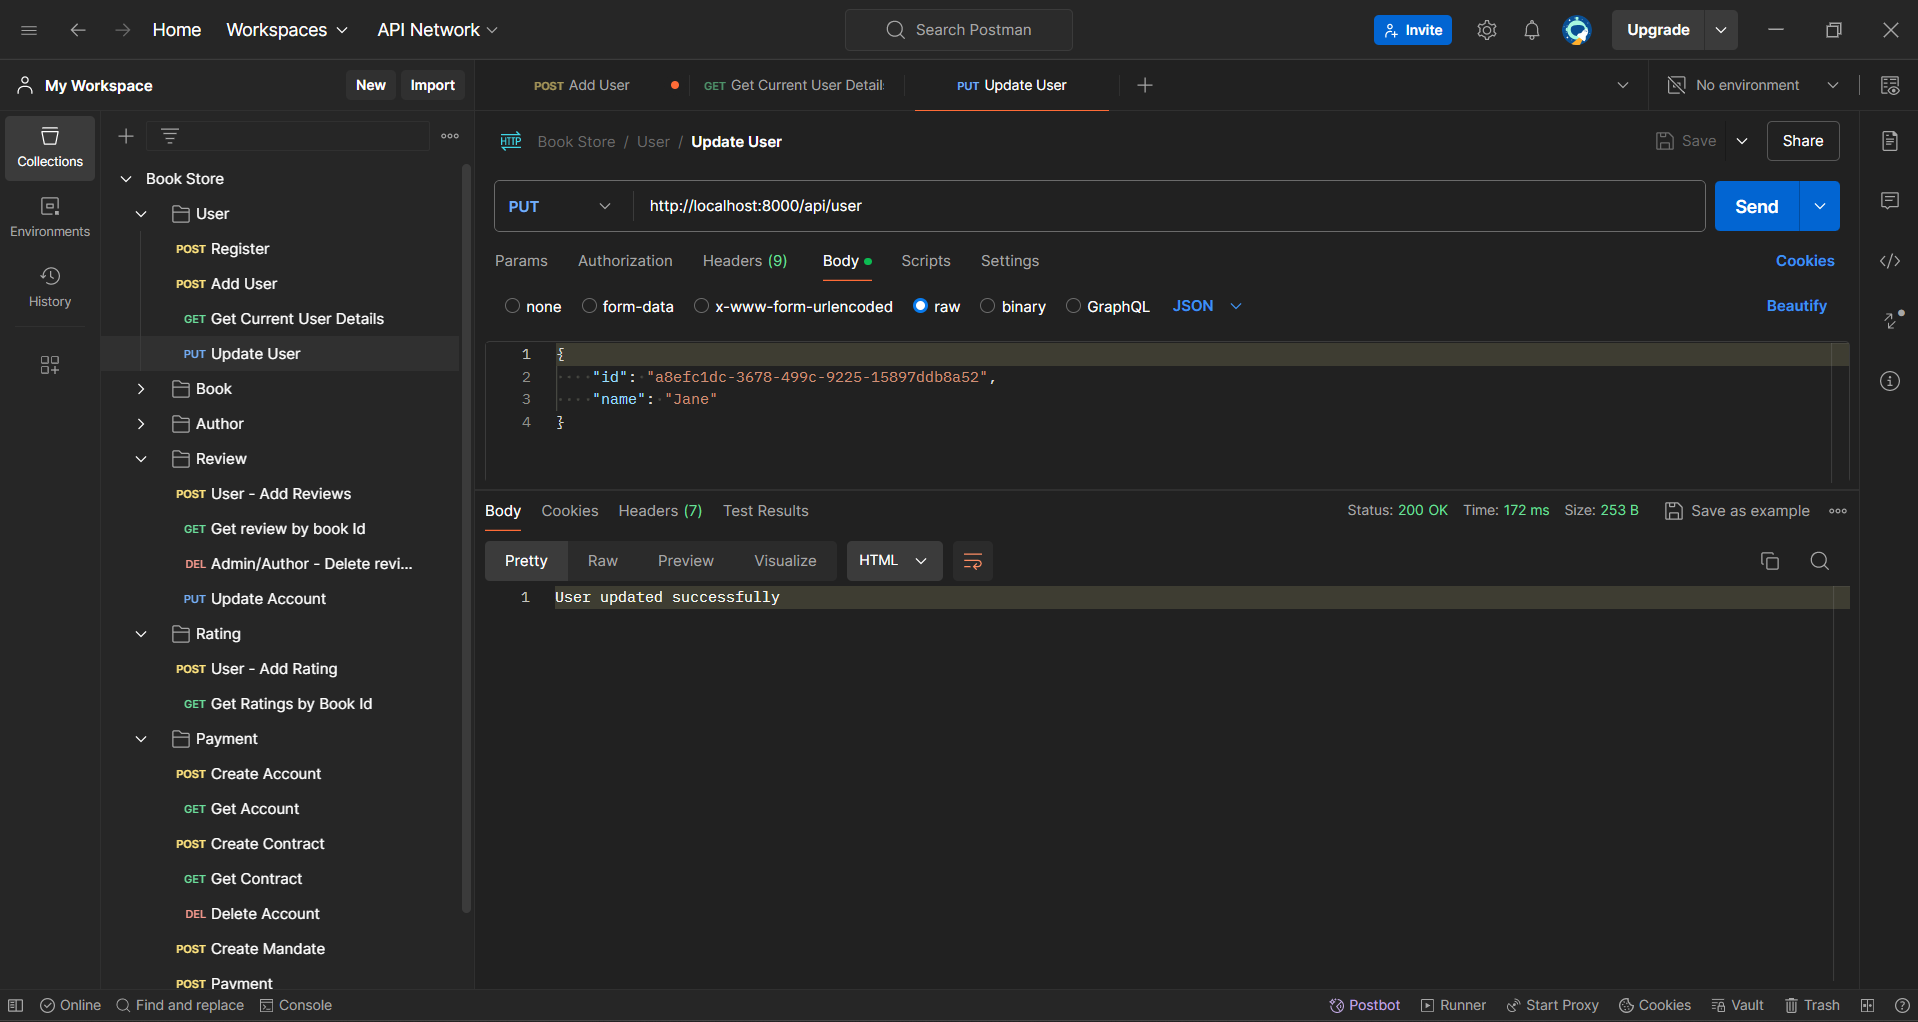 Home Workspaces API Network Search Postman Invite Upgrade
My Workspace New Import
POST Add User GET Get Current User Detail PUT Update User No environment
Collections
Environments
History
Book Store
User
POST Register
POST Add User
GET Get Current User Details
PUT Update User
Book
Author
Review
POST User - Add Reviews
GET Get review by book Id
DEL Admin/Author - Delete revi...
PUT Update Account
Rating
POST User - Add Rating
GET Get Ratings by Book Id
Payment
POST Create Account
GET Get Account
POST Create Contract
GET Get Contract
DEL Delete Account
POST Create Mandate
POST Payment
HTTP Book Store / User / Update User Save Share
PUT http://localhost:8000/api/user Send
Params Authorization Headers (9) Body Scripts Settings Cookies
none form-data x-www-form-urlencoded raw binary GraphQL JSON Beautify
1 {
2 "id": "a8efc1dc-3678-499c-9225-15897ddb8a52",
3 "name": "Jane"
4 }
Body Cookies Headers (7) Test Results Status: 200 OK Time: 172 ms Size: 253 B Save as example
Pretty Raw Preview Visualize HTML
1 User updated successfully
Online Find and replace Console Postbot Runner Start Proxy Cookies Vault Trash